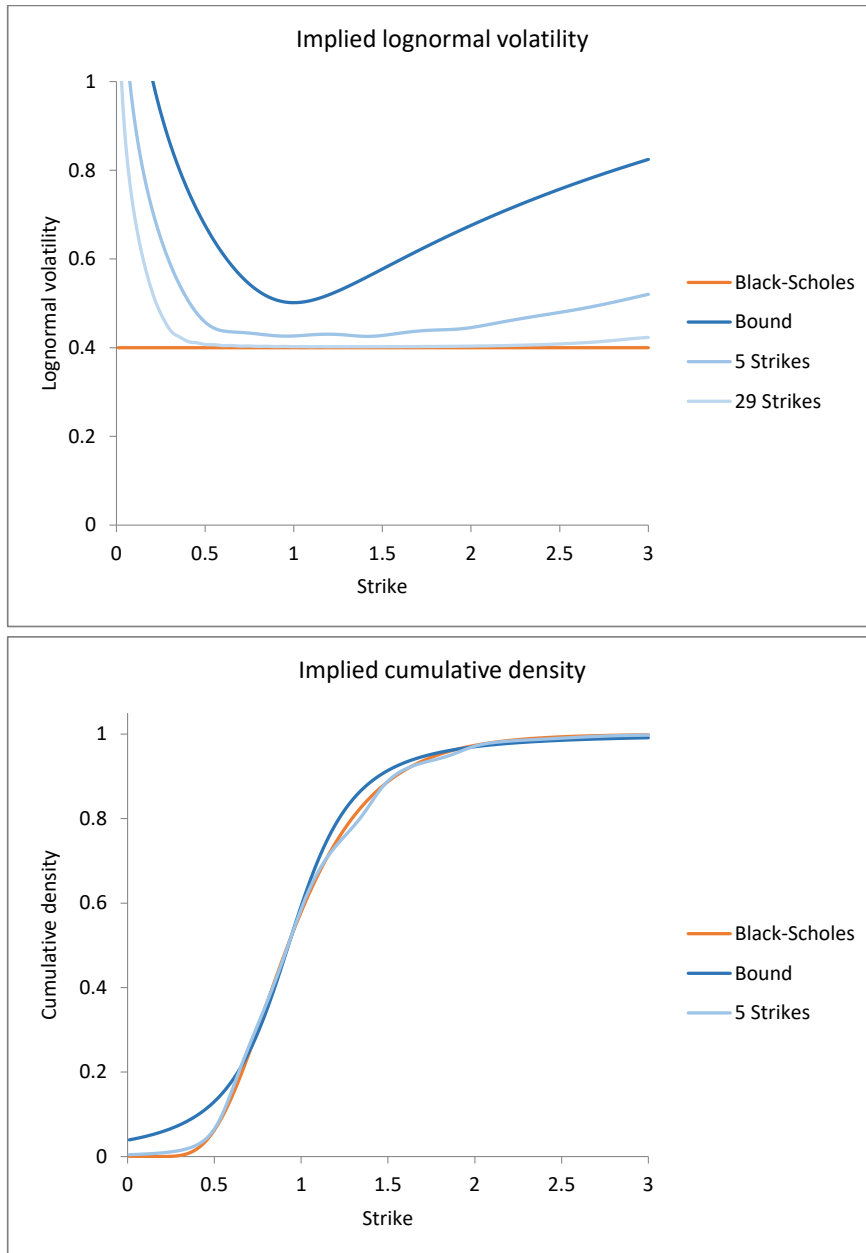 Implied lognormal volatility
1
0.8
0.6
0.4
0.2
0
Lognormal volatility
0 0.5 1 1.5 2 2.5 3
Strike
Black-Scholes
Bound
5 Strikes
29 Strikes
Implied cumulative density
1
0.8
0.6
0.4
0.2
0
Cumulative density
0 0.5 1 1.5 2 2.5 3
Strike
Black-Scholes
Bound
5 Strikes